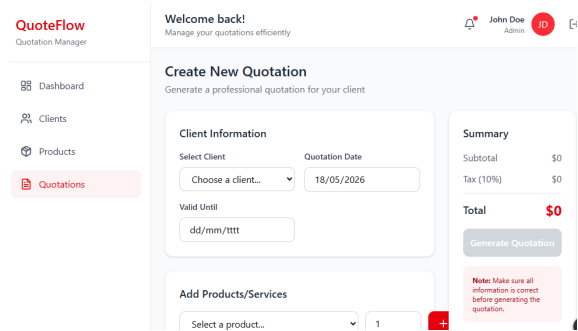 QuoteFlow
Quotation Manager
Dashboard
Clients
Products
Quotations
Welcome back!
Manage your quotations efficiently
John Doe
Admin
JD
Create New Quotation
Generate a professional quotation for your client
Client Information
Select Client
Choose a client...
Quotation Date
18/05/2026
Valid Until
dd/mm/tttt
Add Products/Services
Select a product...
1
+
Summary
Subtotal $0
Tax (10%) $0
Total $0
Generate Quotation
Note: Make sure all
information is correct
before generating the
quotation.